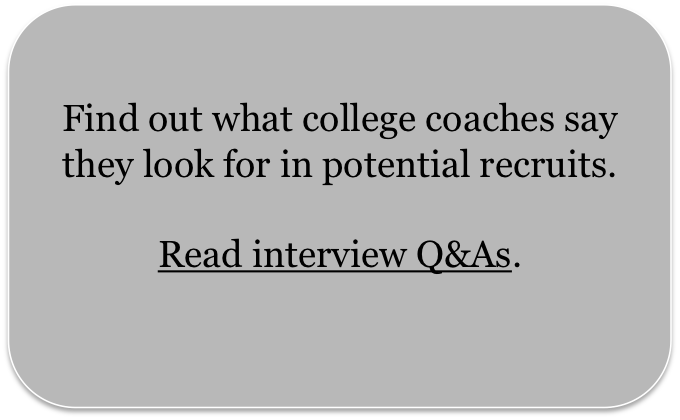 Find out what college coaches say
they look for in potential recruits.
Read interview Q&As.